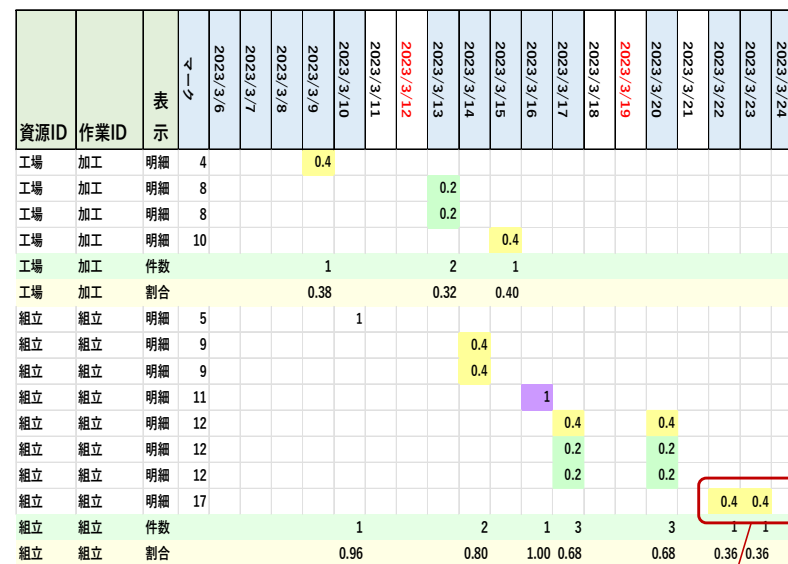 資源ID 作業ID 表示 マーク 2023/3/6 2023/3/7 2023/3/8 2023/3/9 2023/3/10 2023/3/11 2023/3/12 2023/3/13 2023/3/14 2023/3/15 2023/3/16 2023/3/17 2023/3/18 2023/3/19 2023/3/20 2023/3/21 2023/3/22 2023/3/23 2023/3/24
工場 加工 明細 4 0.4
工場 加工 明細 8 0.2
工場 加工 明細 8 0.2
工場 加工 明細 10 0.4
工場 加工 件数 1 2 1
工場 加工 割合 0.38 0.32 0.40
組立 組立 明細 5 1
組立 組立 明細 9 0.4
組立 組立 明細 9 0.4
組立 組立 明細 11 1
組立 組立 明細 12 0.4 0.4
組立 組立 明細 12 0.2 0.2
組立 組立 明細 12 0.2 0.2
組立 組立 明細 17 0.4 0.4
組立 組立 件数 1 2 1 3 3 1 1
組立 組立 割合 0.96 0.80 1.00 0.68 0.68 0.36 0.36